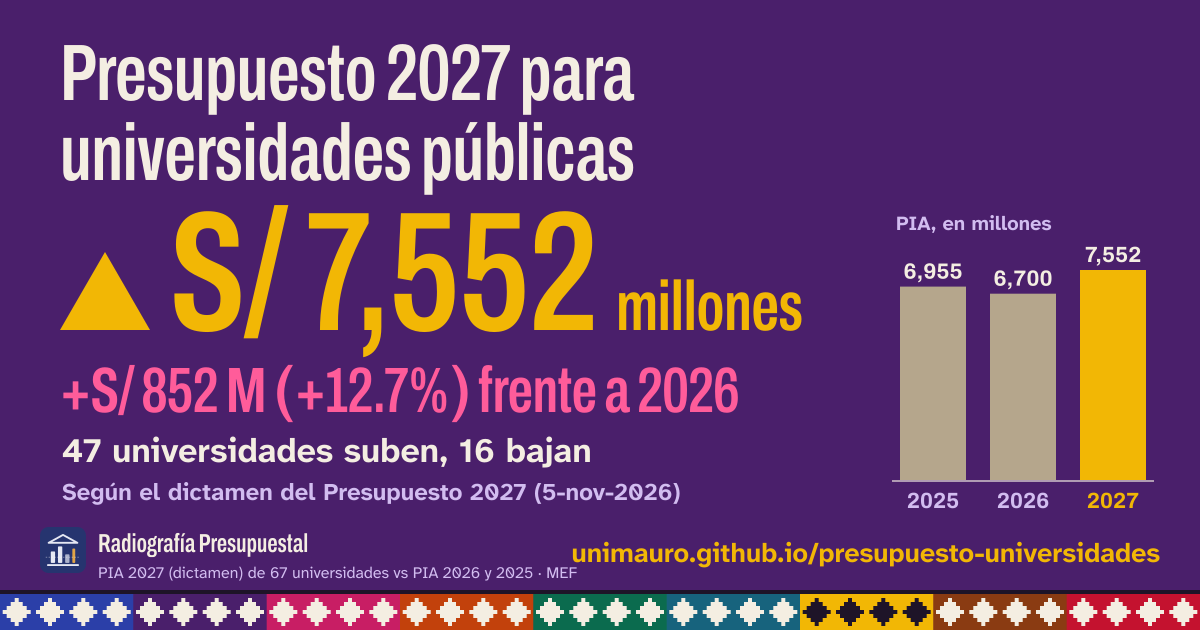 Presupuesto 2027 para
universidades públicas
S/ 7,552 millones
+S/ 852 M (+12.7%) frente a 2026
47 universidades suben, 16 bajan
Según el dictamen del Presupuesto 2027 (5-nov-2026)
PIA, en millones
6,955
6,700
7,552
2025
2026
2027
Radiografía Presupuestal
PIA 2027 (dictamen) de 67 universidades vs PIA 2026 y 2025 · MEF
unimauro.github.io/presupuesto-universidades